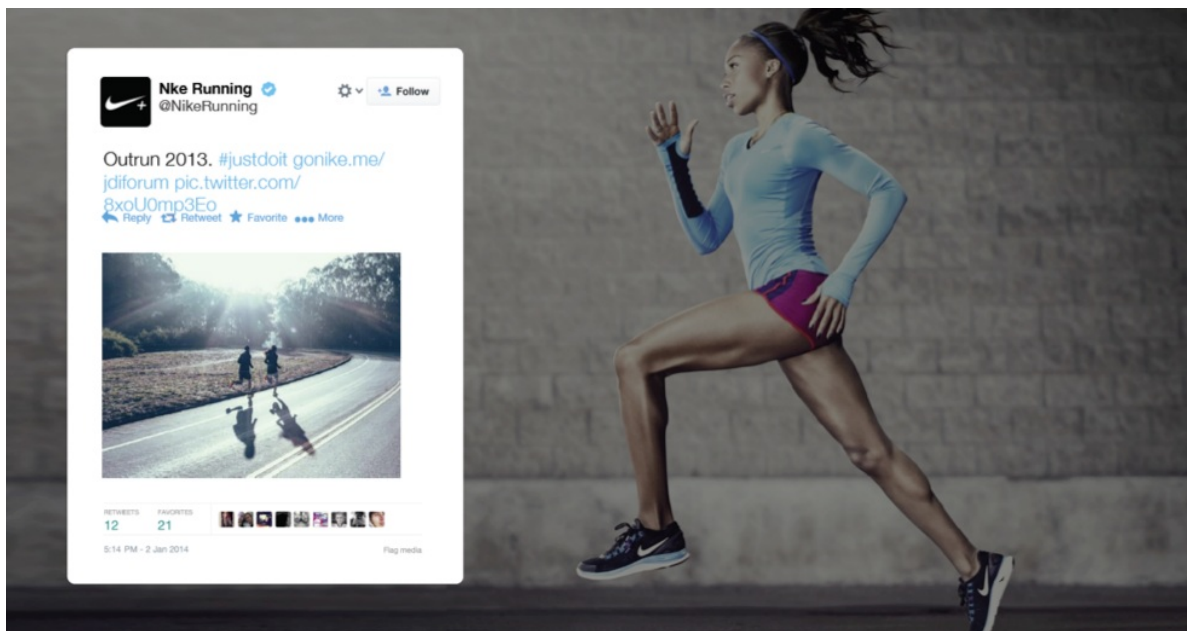 Nke Running
@NikeRunning
Follow
Outrun 2013. #justdoit gonike.me/
jdiforum pic.twitter.com/
8xoU0mp3Eo
Reply Retweet Favorite More
RETWEETS FAVORITES
12 21
5:14 PM - 2 Jan 2014 Flag media